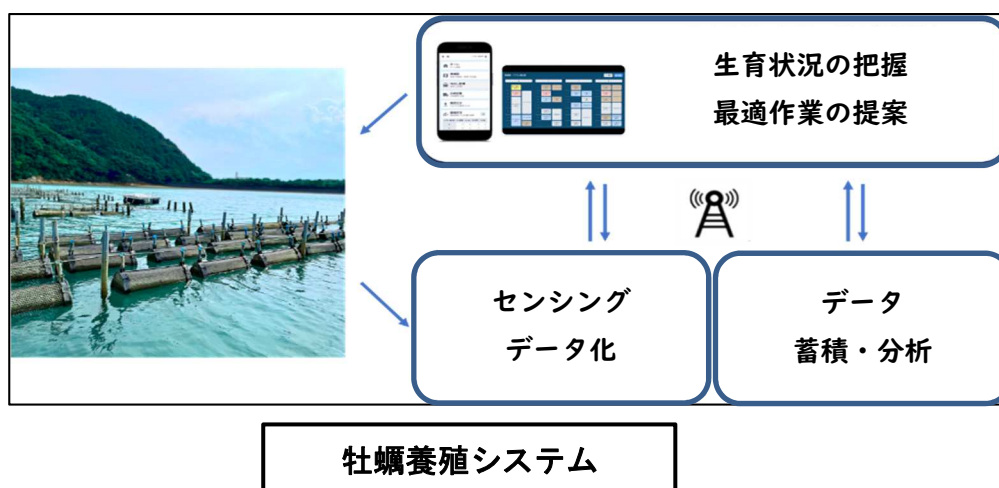 生育状況の把握
最適作業の提案
センシング
データ化
データ
蓄積・分析
牡蠣養殖システム